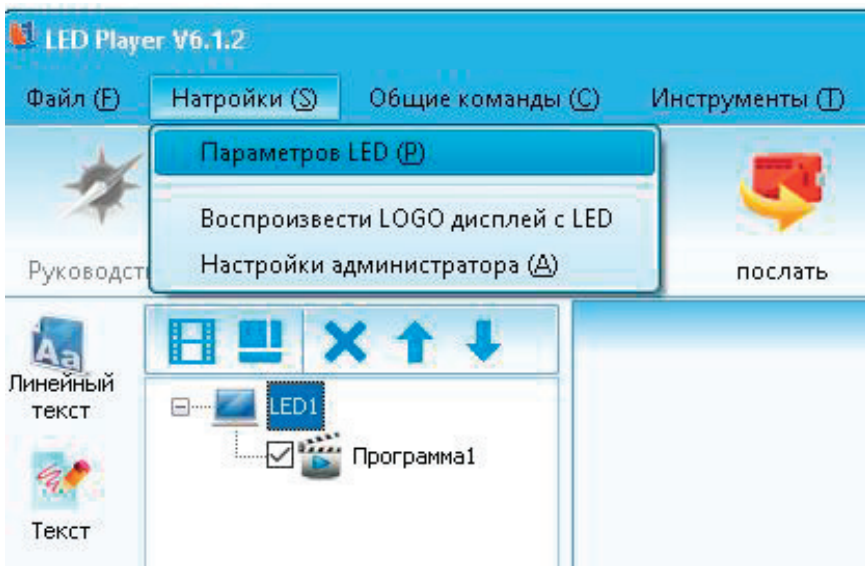 LED Player V6.1.2
Файл (F) Натройки (S) Общие команды (C) Инструменты (T)
Параметров LED (P)
Воспроизвести LOGO дисплей с LED
Настройки администратора (A)
Руководст
послать
Линейный
текст
LED1
Программа1
Текст